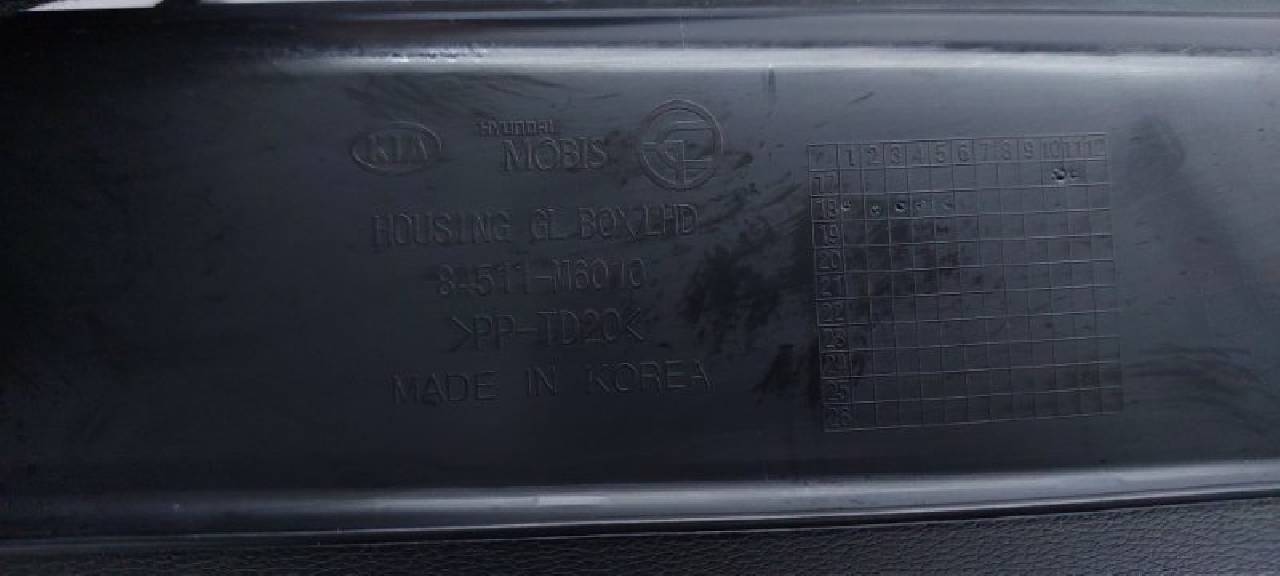 KIA
HYUNDAI
MOBIS
HOUSING GL BOX/LHD
84511-M6010
>PP-TD20<
MADE IN KOREA
Y 1 2 3 4 5 6 7 8 9 10 11 12
17
18
19
20
21
22
23
24
25
26